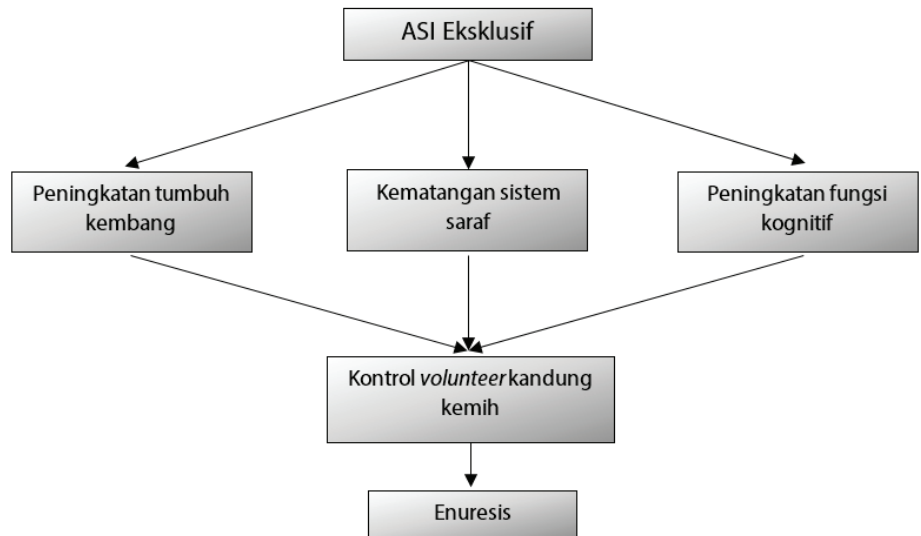 ASI Eksklusif
Peningkatan tumbuh
kembang
Kematangan sistem
saraf
Peningkatan fungsi
kognitif
Kontrol volunteer kandung
kemih
Enuresis